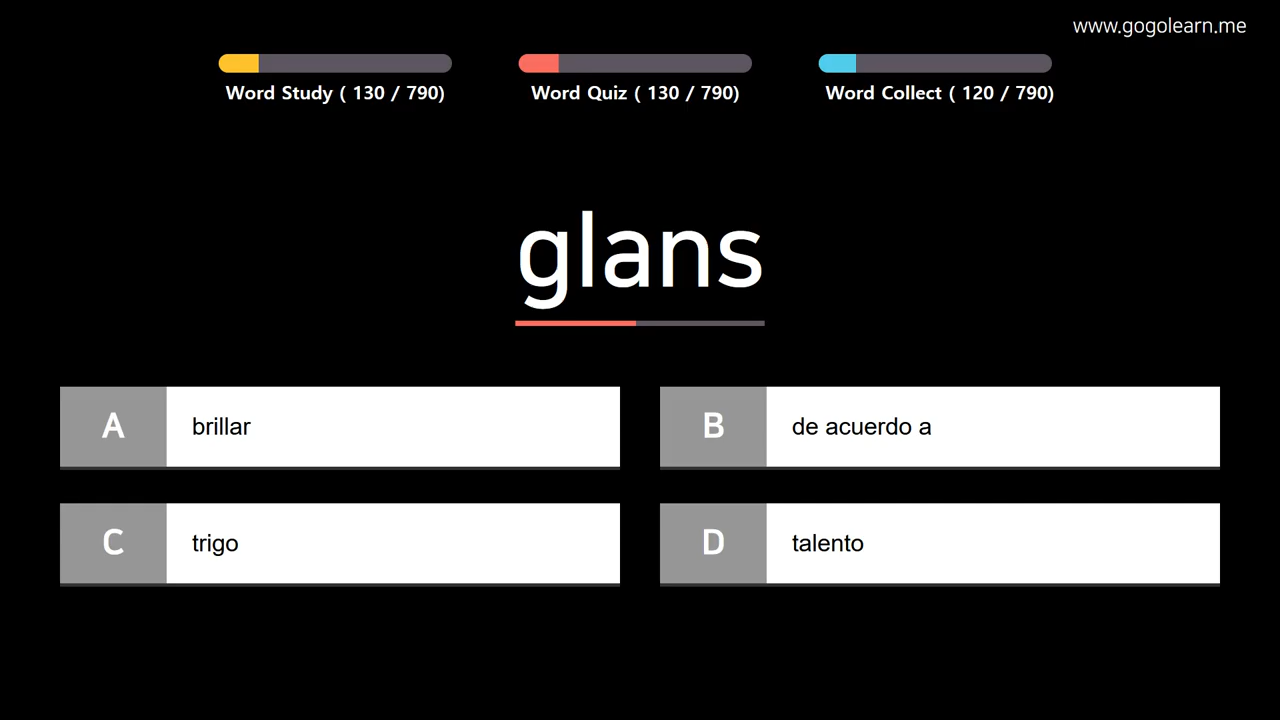 www.gogolearn.me
Word Study ( 130 / 790)
Word Quiz ( 130 / 790)
Word Collect ( 120 / 790)
glans
A brillar
B de acuerdo a
C trigo
D talento